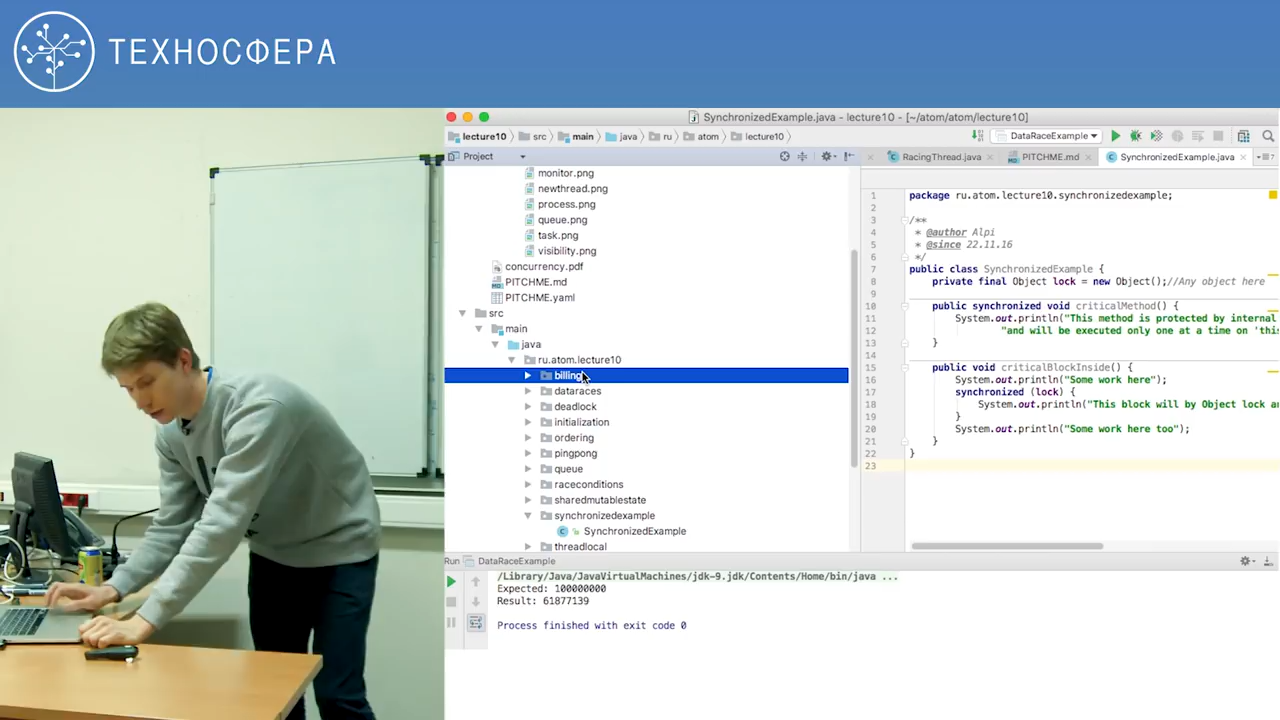 ТЕХНОСФЕРА
SynchronizedExample.java - lecture10 - [~/atom/atom/lecture10]
lecture10 src main java ru atom lecture10
DataRaceExample
Project
RacingThread.java PITCHME.md SynchronizedExample.java
monitor.png
newthread.png
process.png
queue.png
task.png
visibility.png
concurrency.pdf
PITCHME.md
PITCHME.yaml
src
main
java
ru.atom.lecture10
billing
dataraces
deadlock
initialization
ordering
pingpong
queue
raceconditions
sharedmutablestate
synchronizedexample
SynchronizedExample
threadlocal
1 package ru.atom.lecture10.synchronizedexample;
2
3 /**
4 * @author Alpi
5 * @since 22.11.16
6 */
7 public class SynchronizedExample {
8 private final Object lock = new Object();//Any object here
9
10 public synchronized void criticalMethod() {
11 System.out.println("This method is protected by internal
12 "and will be executed only one at a time on 'this
13 }
14
15 public void criticalBlockInside() {
16 System.out.println("Some work here");
17 synchronized (lock) {
18 System.out.println("This block will by Object lock an
19 }
20 System.out.println("Some work here too");
21 }
22 }
23
Run DataRaceExample
/Library/Java/JavaVirtualMachines/jdk-9.jdk/Contents/Home/bin/java ...
Expected: 100000000
Result: 61877139
Process finished with exit code 0